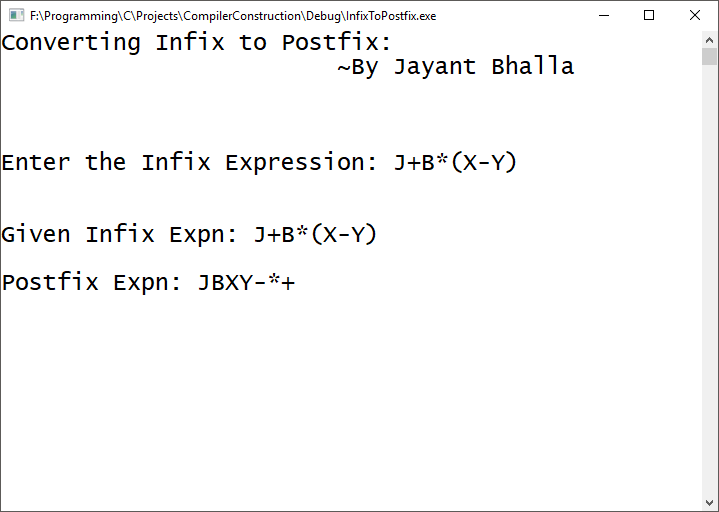 F:\Programming\C\Projects\CompilerConstruction\Debug\InfixToPostfix.exe
Converting Infix to Postfix:
~By Jayant Bhalla
Enter the Infix Expression: J+B*(X-Y)
Given Infix Expn: J+B*(X-Y)
Postfix Expn: JBXY-*+